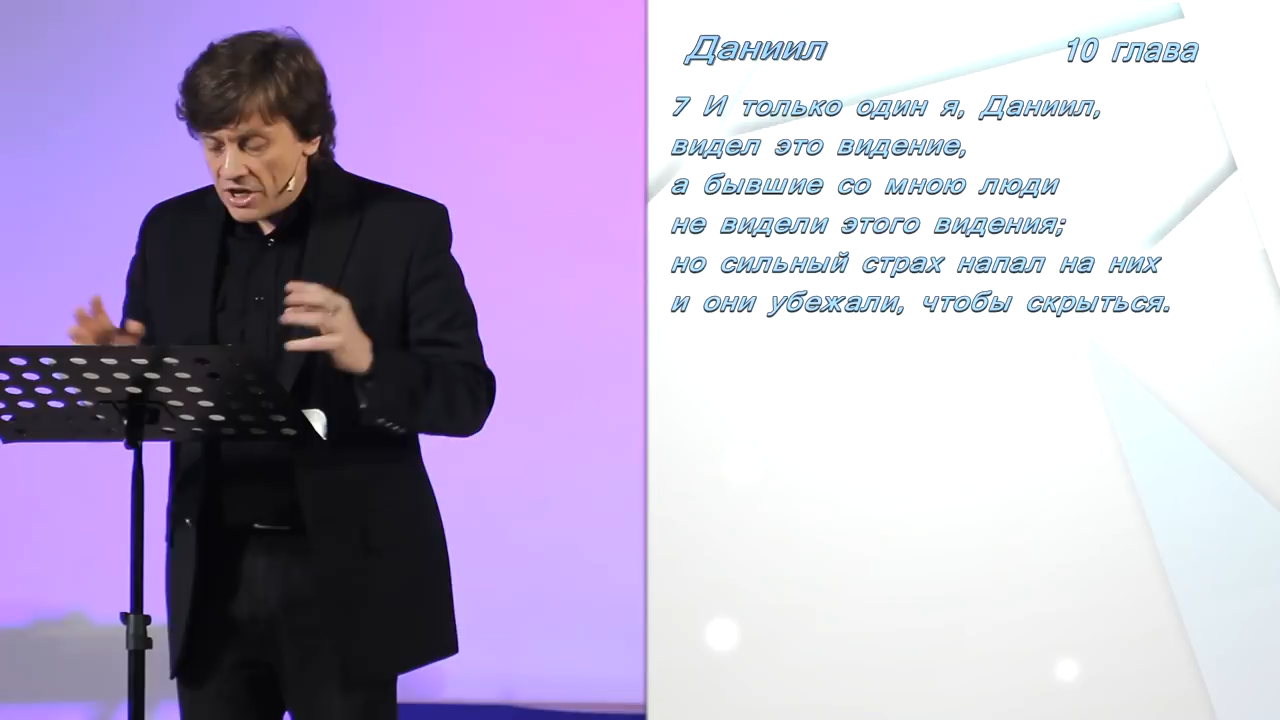 Даниил 10 глава
7 И только один я, Даниил,
видел это видение,
а бывшие со мною люди
не видели этого видения;
но сильный страх напал на них
и они убежали, чтобы скрыться.